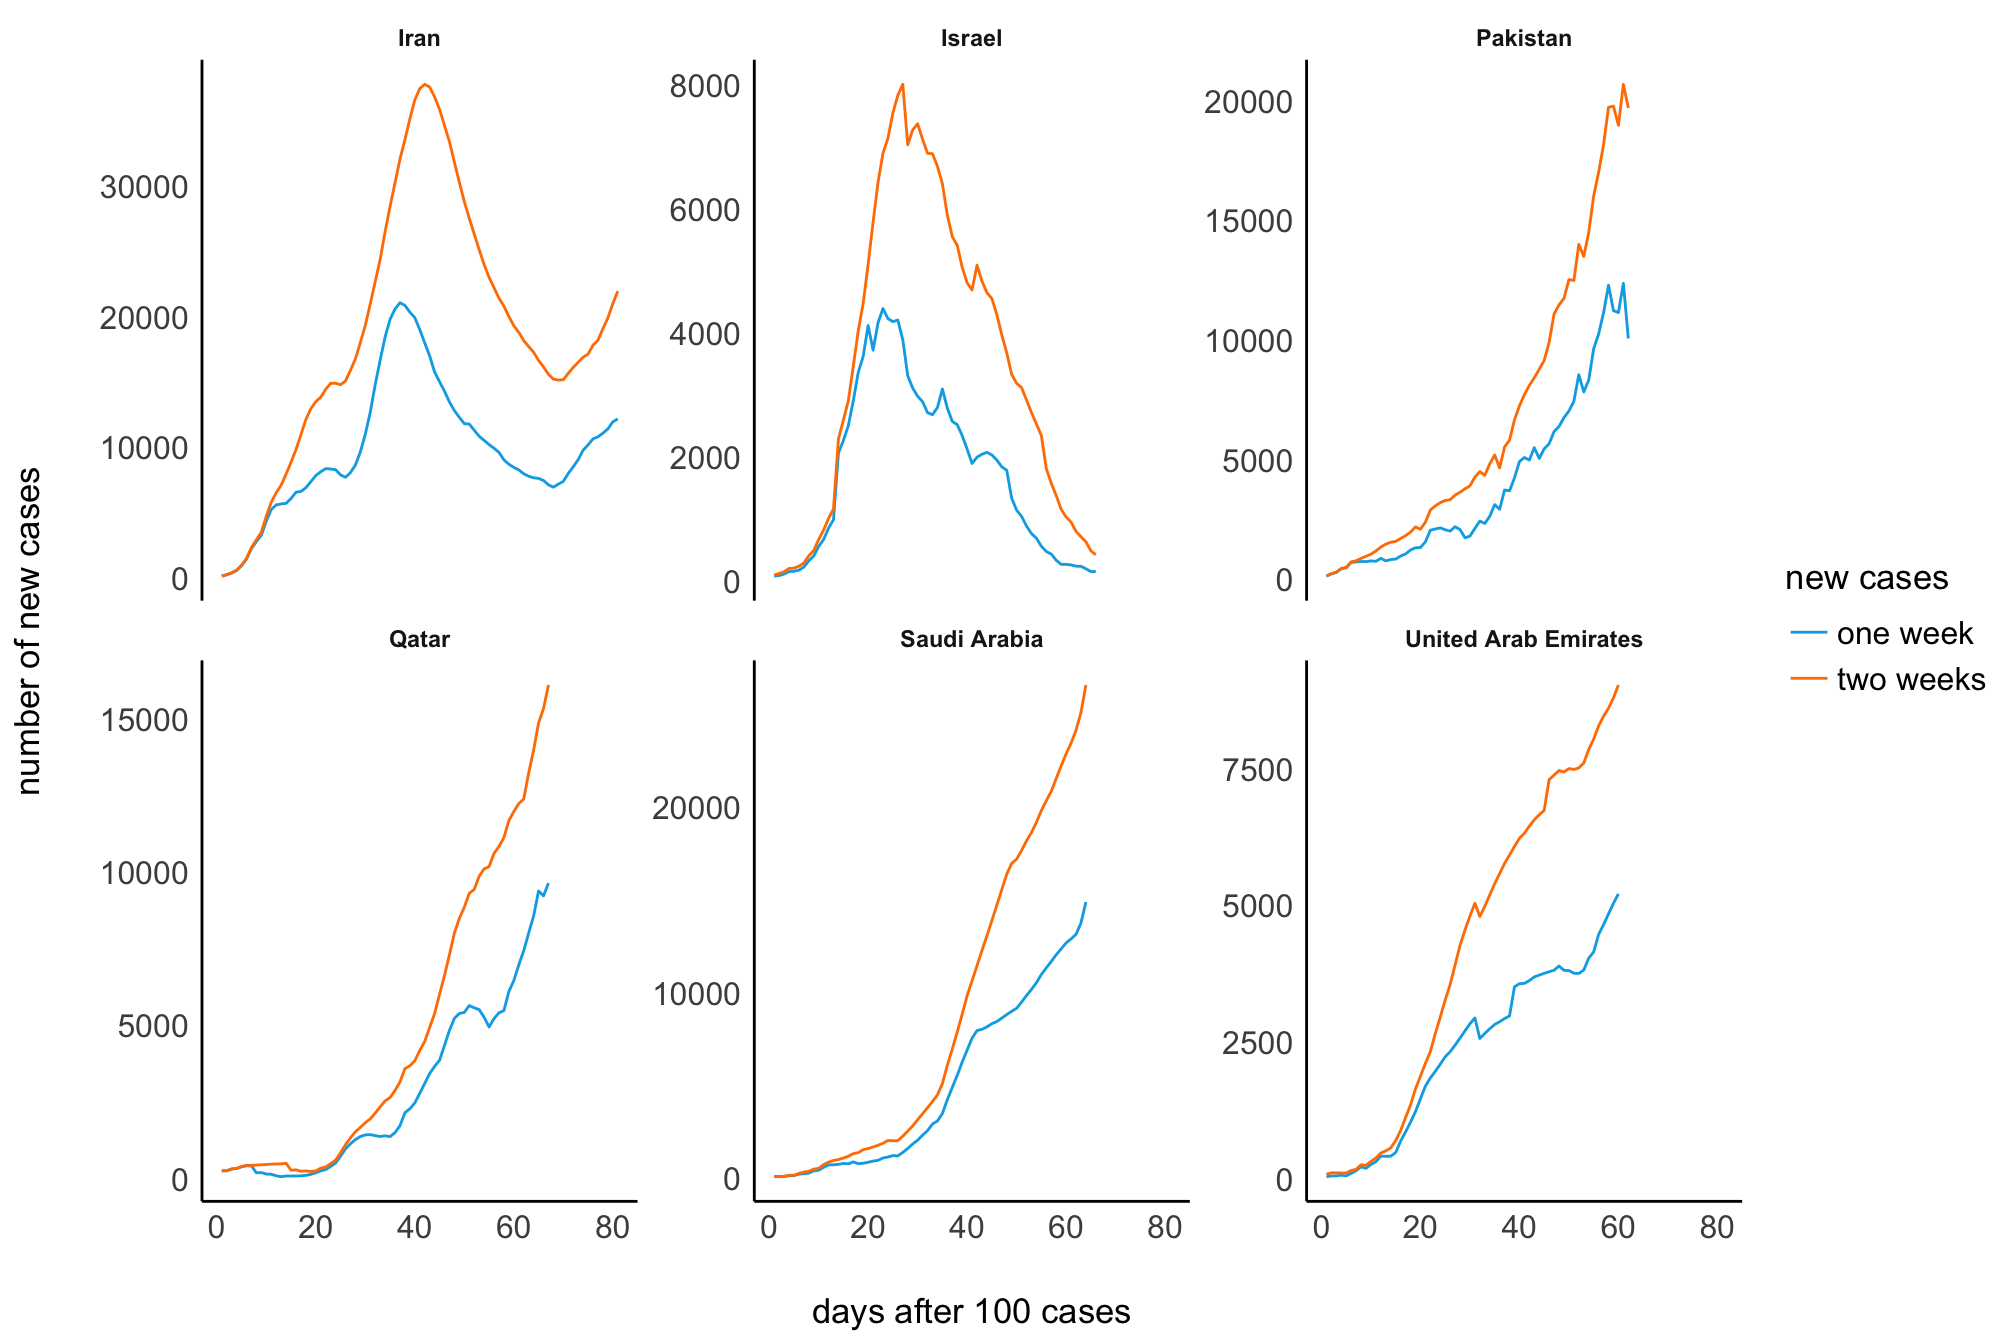 Iran
Israel
Pakistan
30000
20000
10000
0
8000
6000
4000
2000
0
20000
15000
10000
5000
0
number of new cases
Qatar
Saudi Arabia
United Arab Emirates
15000
10000
5000
0
20000
10000
0
7500
5000
2500
0
0 20 40 60 80
0 20 40 60 80
0 20 40 60 80
days after 100 cases
new cases
one week
two weeks